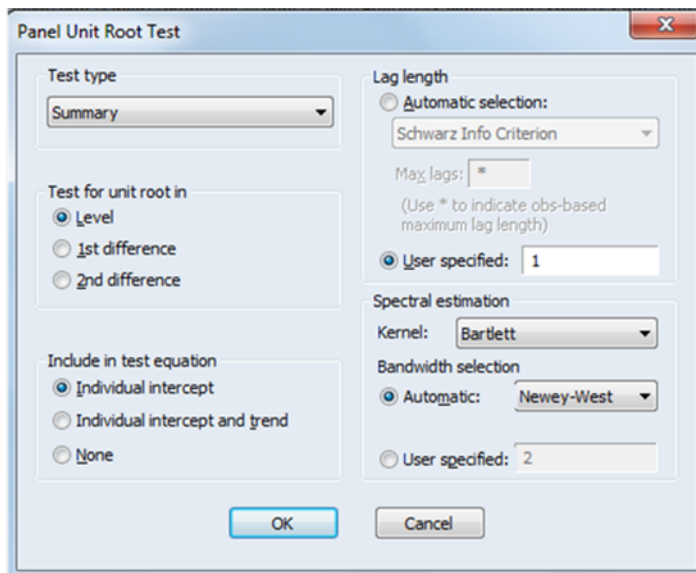 Panel Unit Root Test
Test type
Summary
Test for unit root in
Level
1st difference
2nd difference
Include in test equation
Individual intercept
Individual intercept and trend
None
Lag length
Automatic selection:
Schwarz Info Criterion
Max lags: *
(Use * to indicate obs-based
maximum lag length)
User specified: 1
Spectral estimation
Kernel: Bartlett
Bandwidth selection
Automatic: Newey-West
User specified: 2
OK Cancel